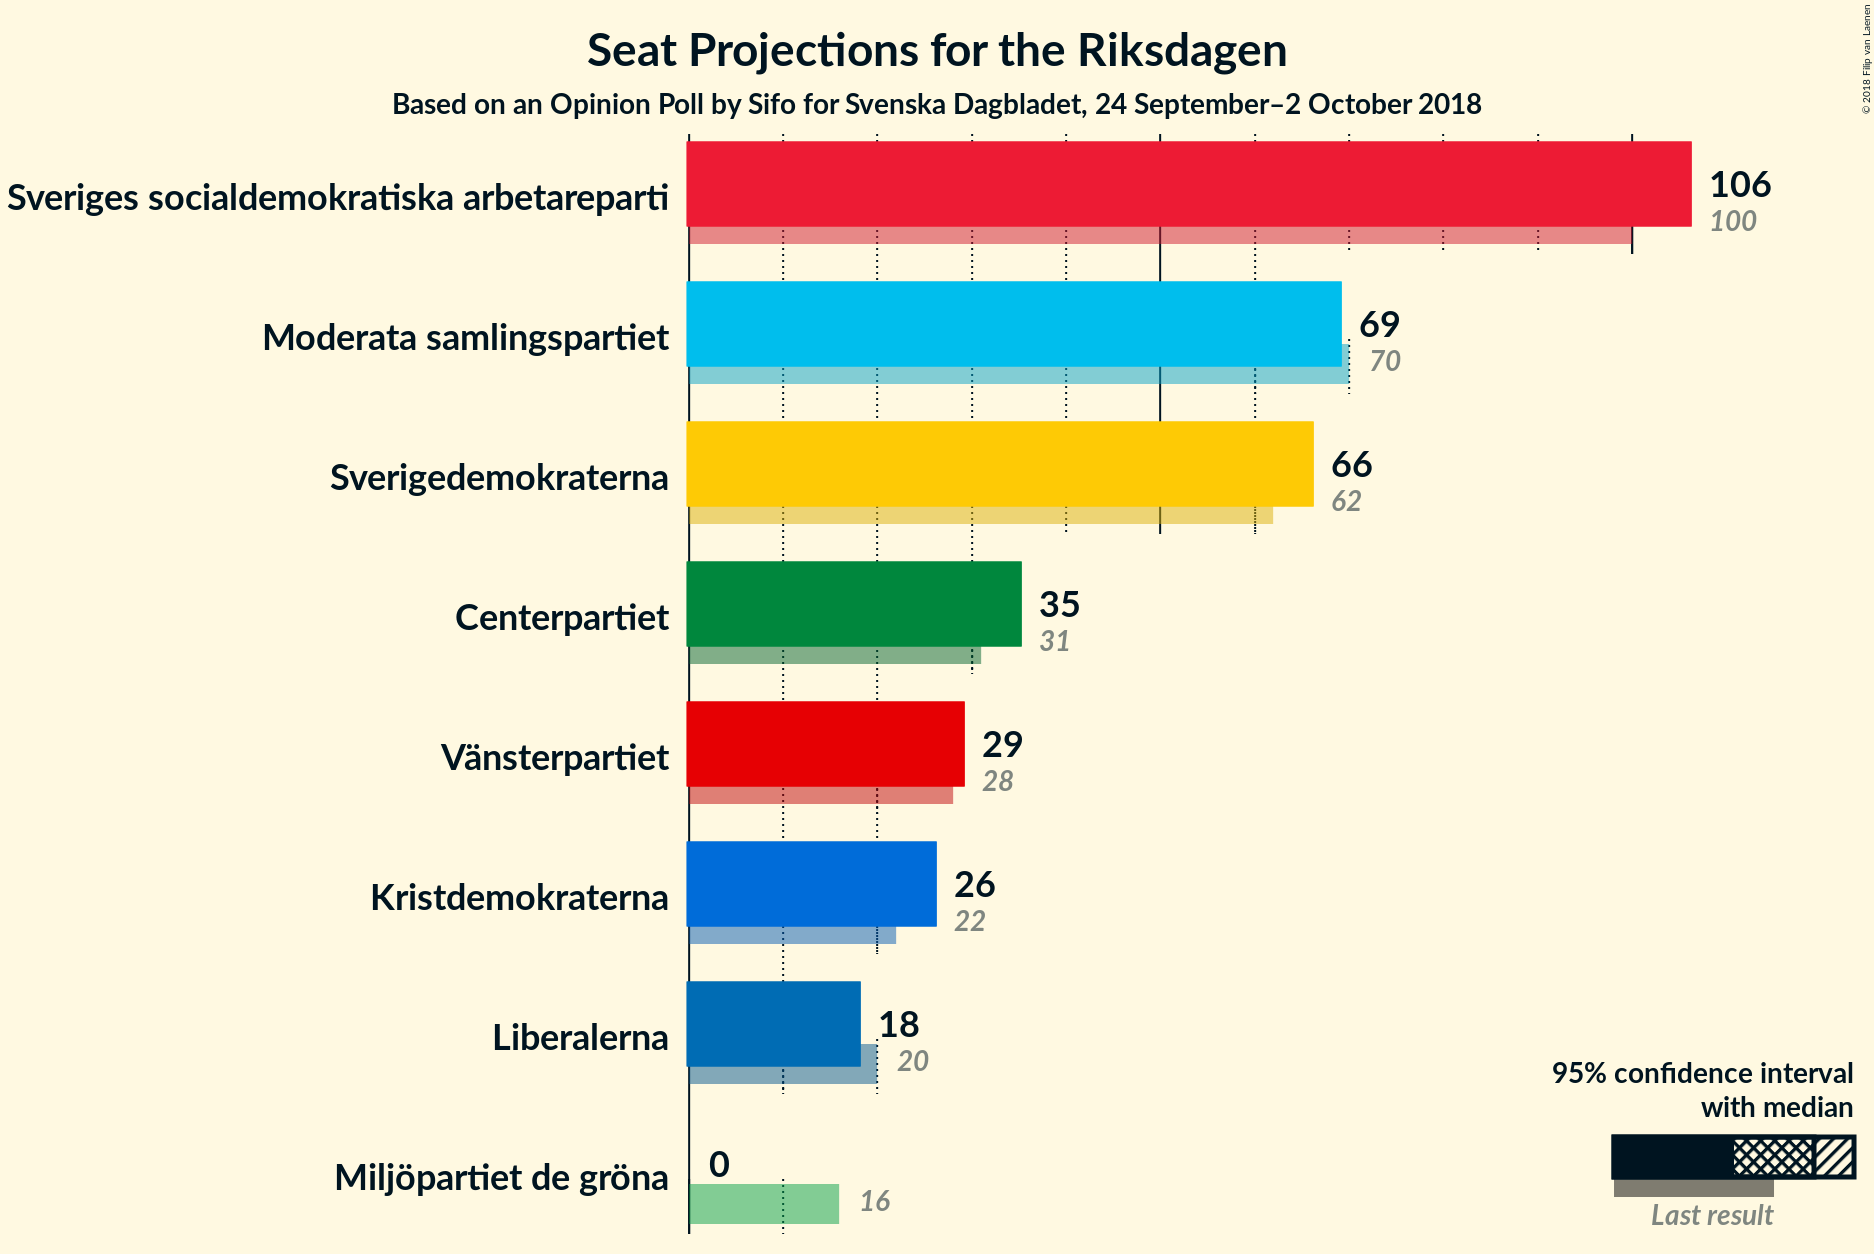 Seat Projections for the Riksdagen
Based on an Opinion Poll by Sifo for Svenska Dagbladet, 24 September–2 October 2018
© 2018 Filip van Laenen
Sveriges socialdemokratiska arbetareparti
106
100
Moderata samlingspartiet
69
70
Sverigedemokraterna
66
62
Centerpartiet
35
31
Vänsterpartiet
29
28
Kristdemokraterna
26
22
Liberalerna
18
20
Miljöpartiet de gröna
0
16
95% confidence interval
with median
Last result